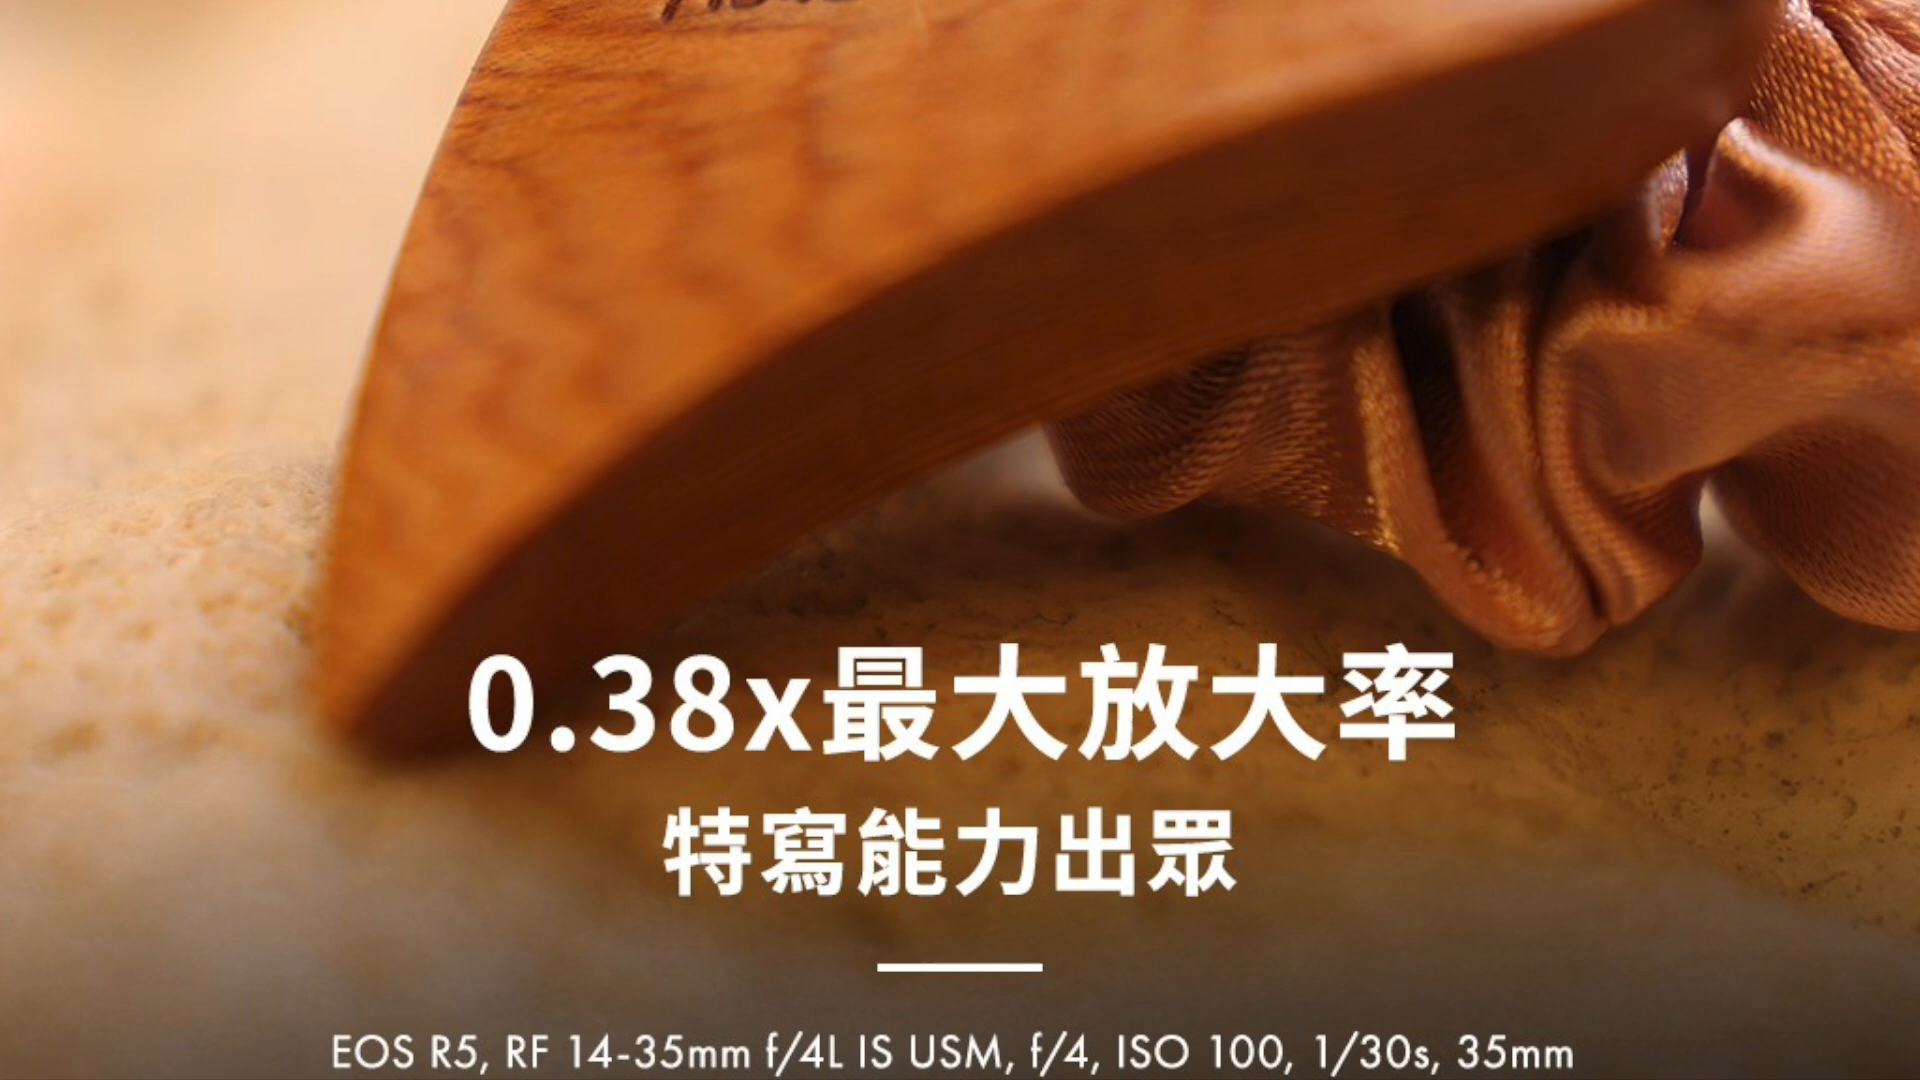 0.38x最大放大率
特寫能力出眾
EOS R5, RF 14-35mm f/4L IS USM, f/4, ISO 100, 1/30s, 35mm